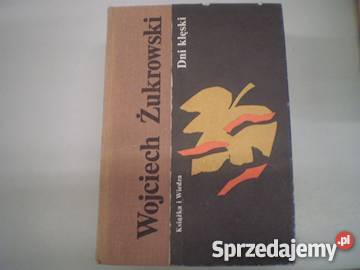 Wojciech Żukrowski
Dni klęski
Książka i Wiedza
Sprzedajemy
.pl